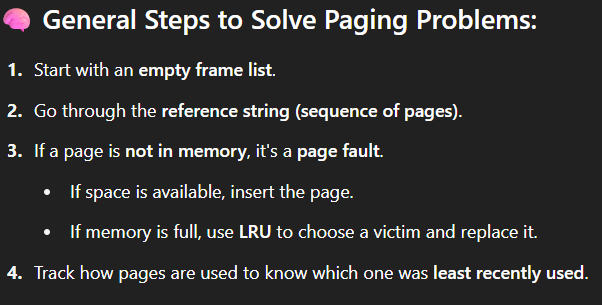 🧠 General Steps to Solve Paging Problems:
1. Start with an empty frame list.
2. Go through the reference string (sequence of pages).
3. If a page is not in memory, it's a page fault.
• If space is available, insert the page.
• If memory is full, use LRU to choose a victim and replace it.
4. Track how pages are used to know which one was least recently used.